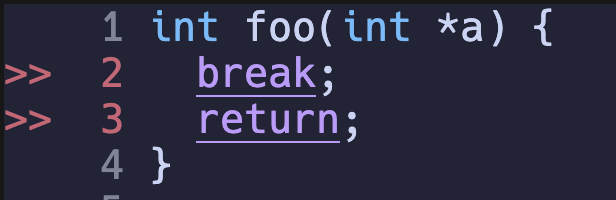 1 int foo(int *a) {
>> 2 break;
>> 3 return;
4 }